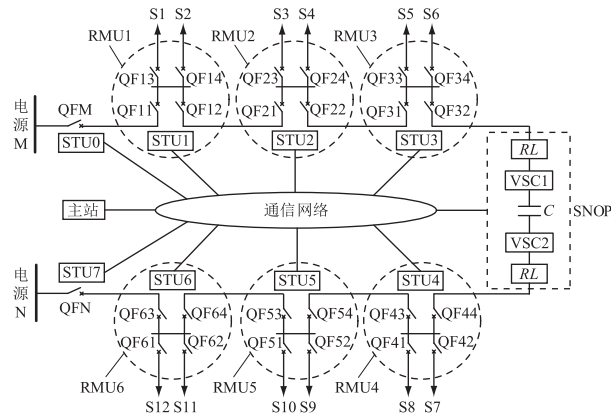 S1 S2 S3 S4 S5 S6
RMU1 RMU2 RMU3
QF13 QF14 QF23 QF24 QF33 QF34
电源M QFM QF11 QF12 QF21 QF22 QF31 QF32
STU0 STU1 STU2 STU3 RL
VSC1
主站 通信网络 C SNOP
VSC2
STU7 STU6 STU5 STU4 RL
电源N QFN QF63 QF64 QF53 QF54 QF43 QF44
QF61 QF62 QF51 QF52 QF41 QF42
RMU6 RMU5 RMU4
S12 S11 S10 S9 S8 S7